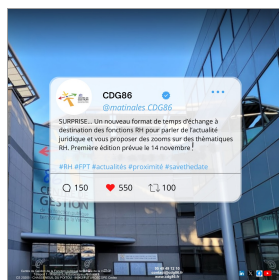 CDG86
@matinales CDG86
SURPRISE... Un nouveau format de temps d'échange à
destination des fonctions RH pour parler de l'actualité
juridique et vous proposer des zooms sur des thématiques
RH. Première édition prévue le 14 novembre !
#RH #FPT #actualités #proximité #savethedate
150
550
100
GESTION